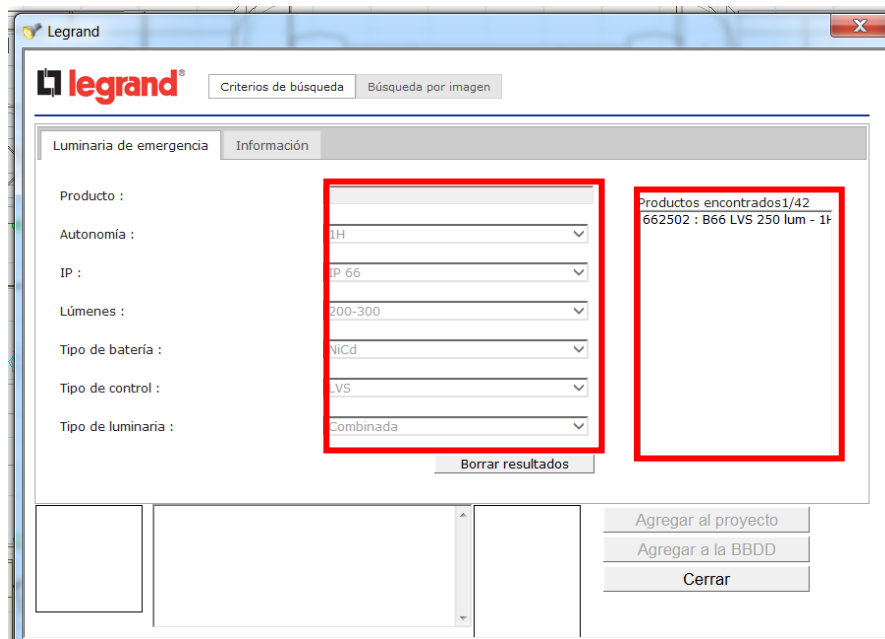 Legrand
legrand®
Criterios de búsqueda
Búsqueda por imagen
Luminaria de emergencia
Información
Producto :
Autonomía :
1H
IP :
IP 66
Lúmenes :
200-300
Tipo de batería :
NiCd
Tipo de control :
LVS
Tipo de luminaria :
Combinada
Borrar resultados
Productos encontrados1/42
662502 : B66 LVS 250 lum - 1H
Agregar al proyecto
Agregar a la BBDD
Cerrar